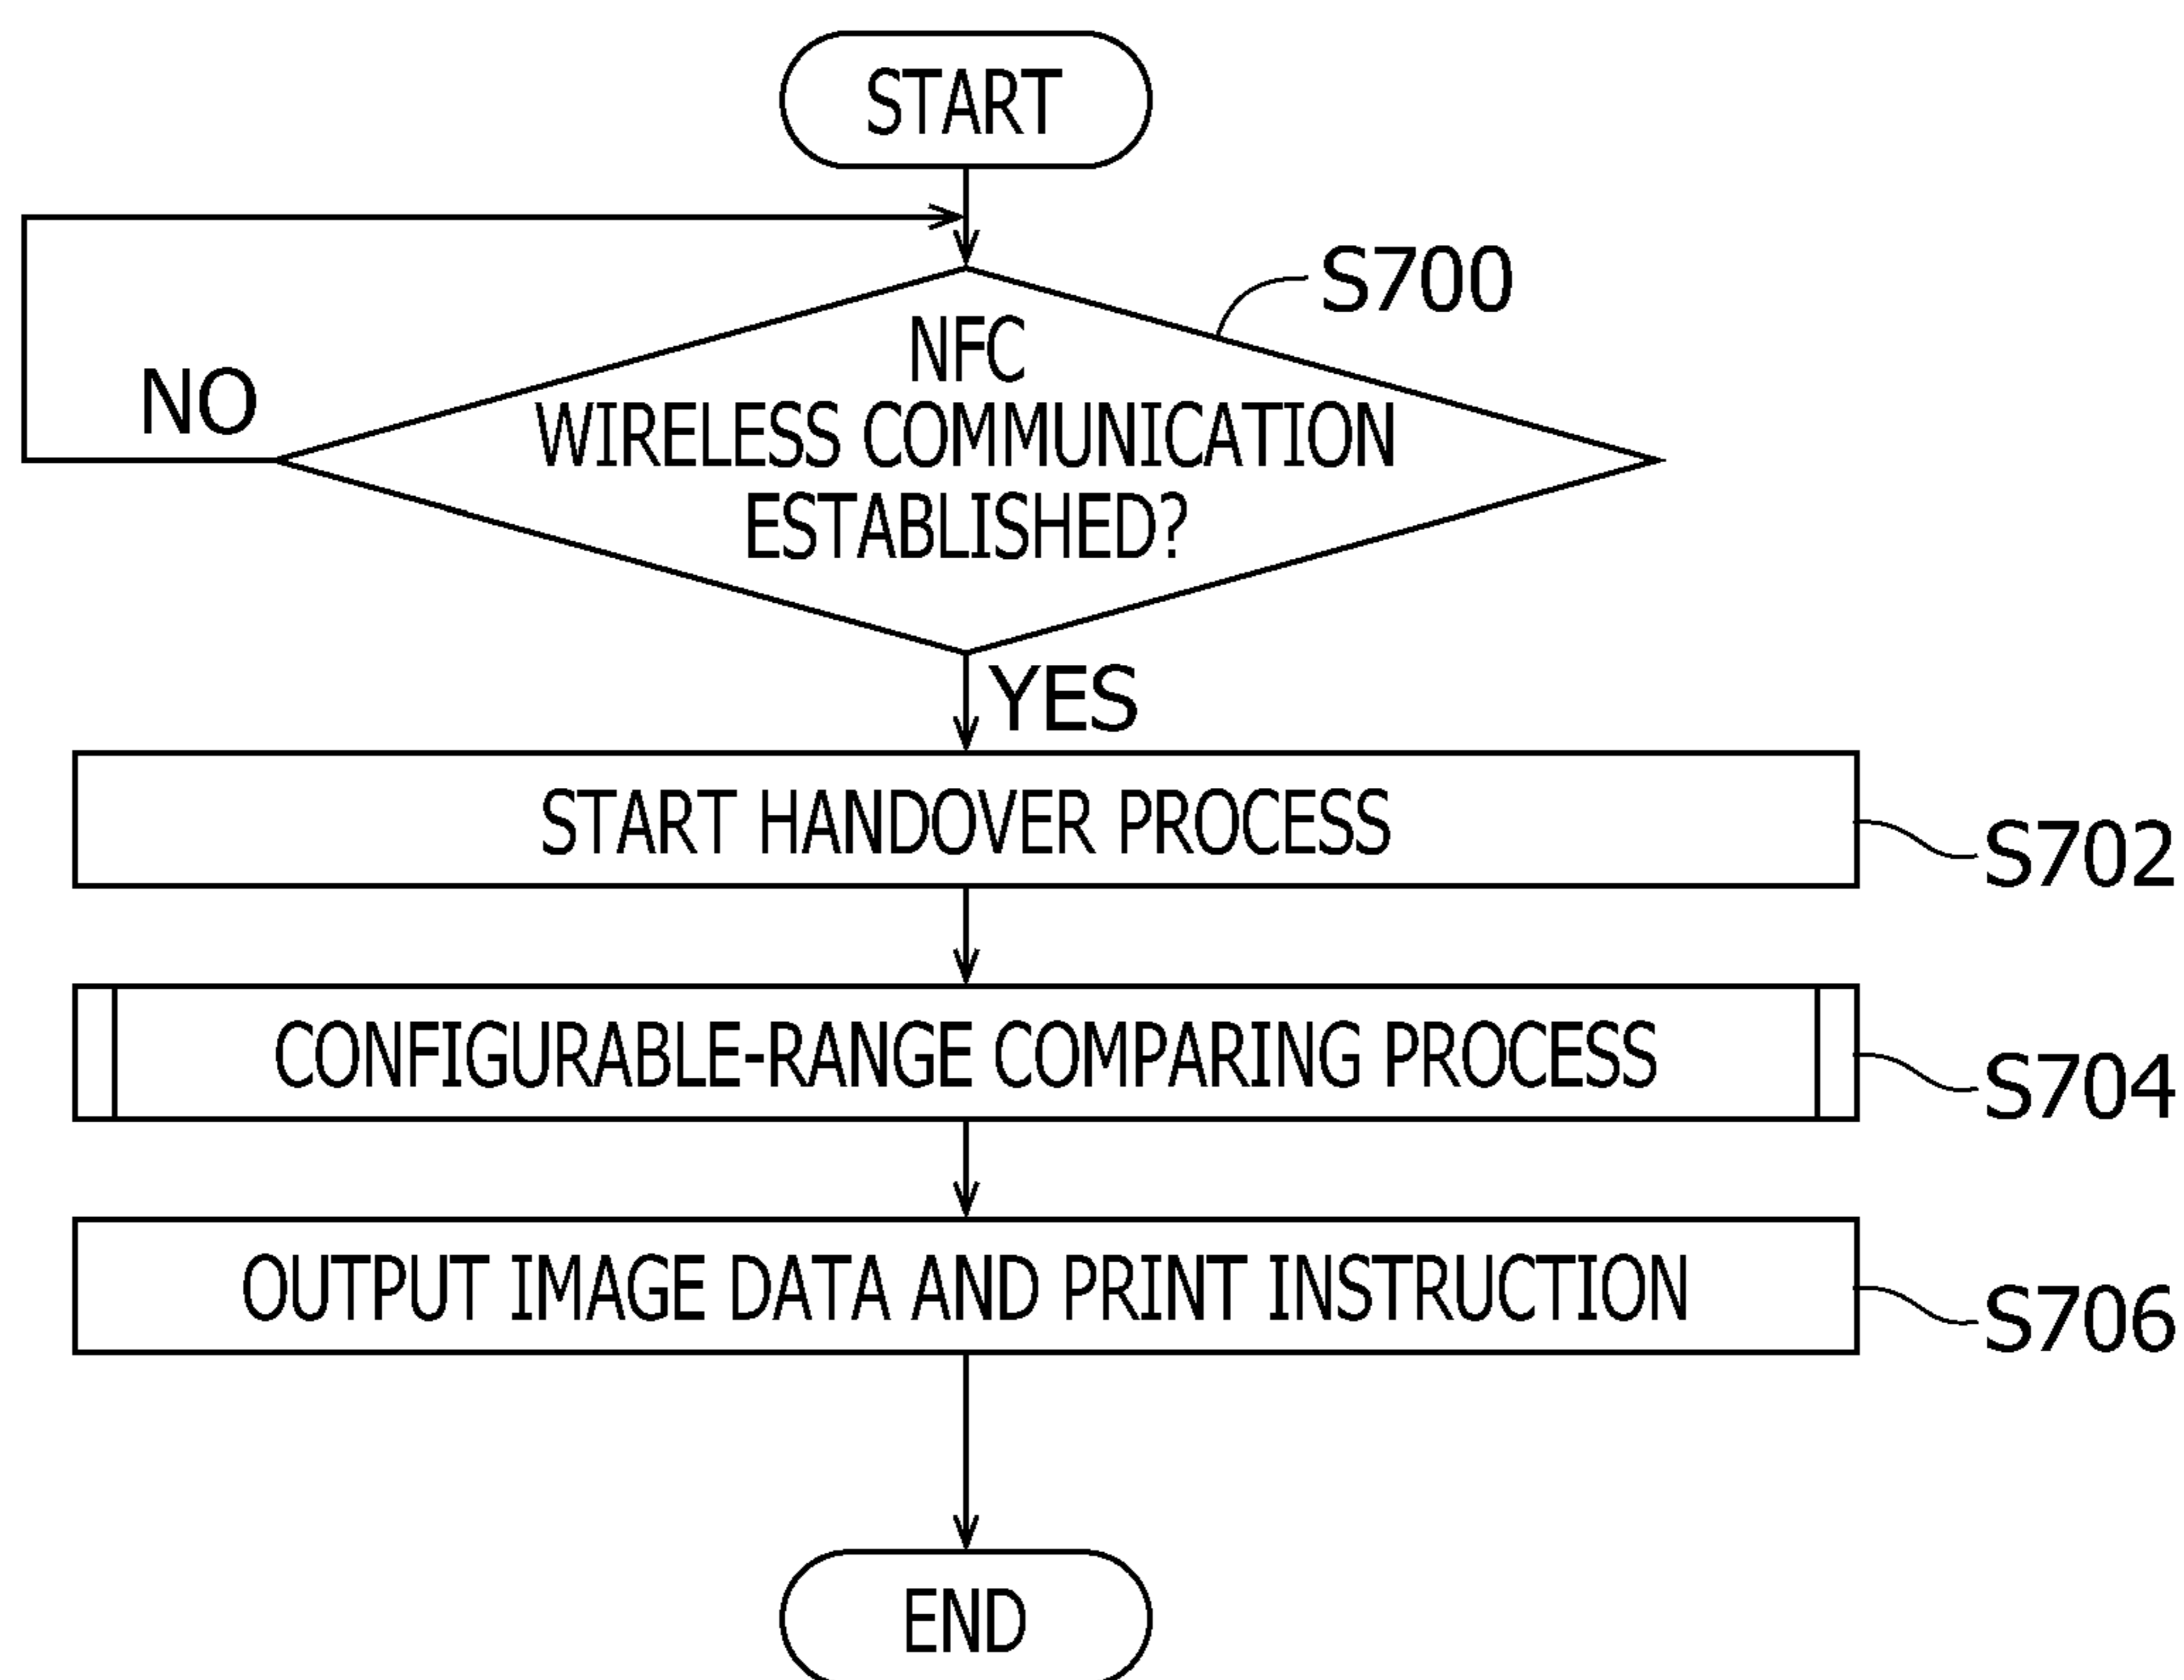 START
S700
NFC
WIRELESS COMMUNICATION
ESTABLISHED?
NO
YES
START HANDOVER PROCESS
S702
CONFIGURABLE-RANGE COMPARING PROCESS
S704
OUTPUT IMAGE DATA AND PRINT INSTRUCTION
S706
END